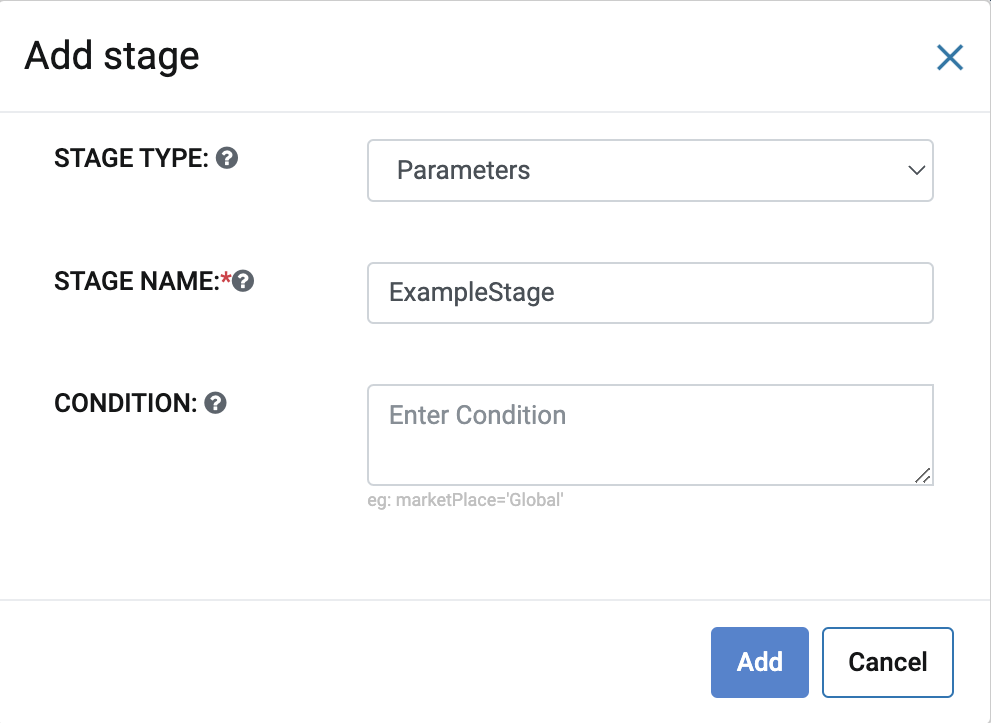 Add stage
STAGE TYPE:
Parameters
STAGE NAME:*
ExampleStage
CONDITION:
Enter Condition
eg: marketPlace='Global'
Add
Cancel